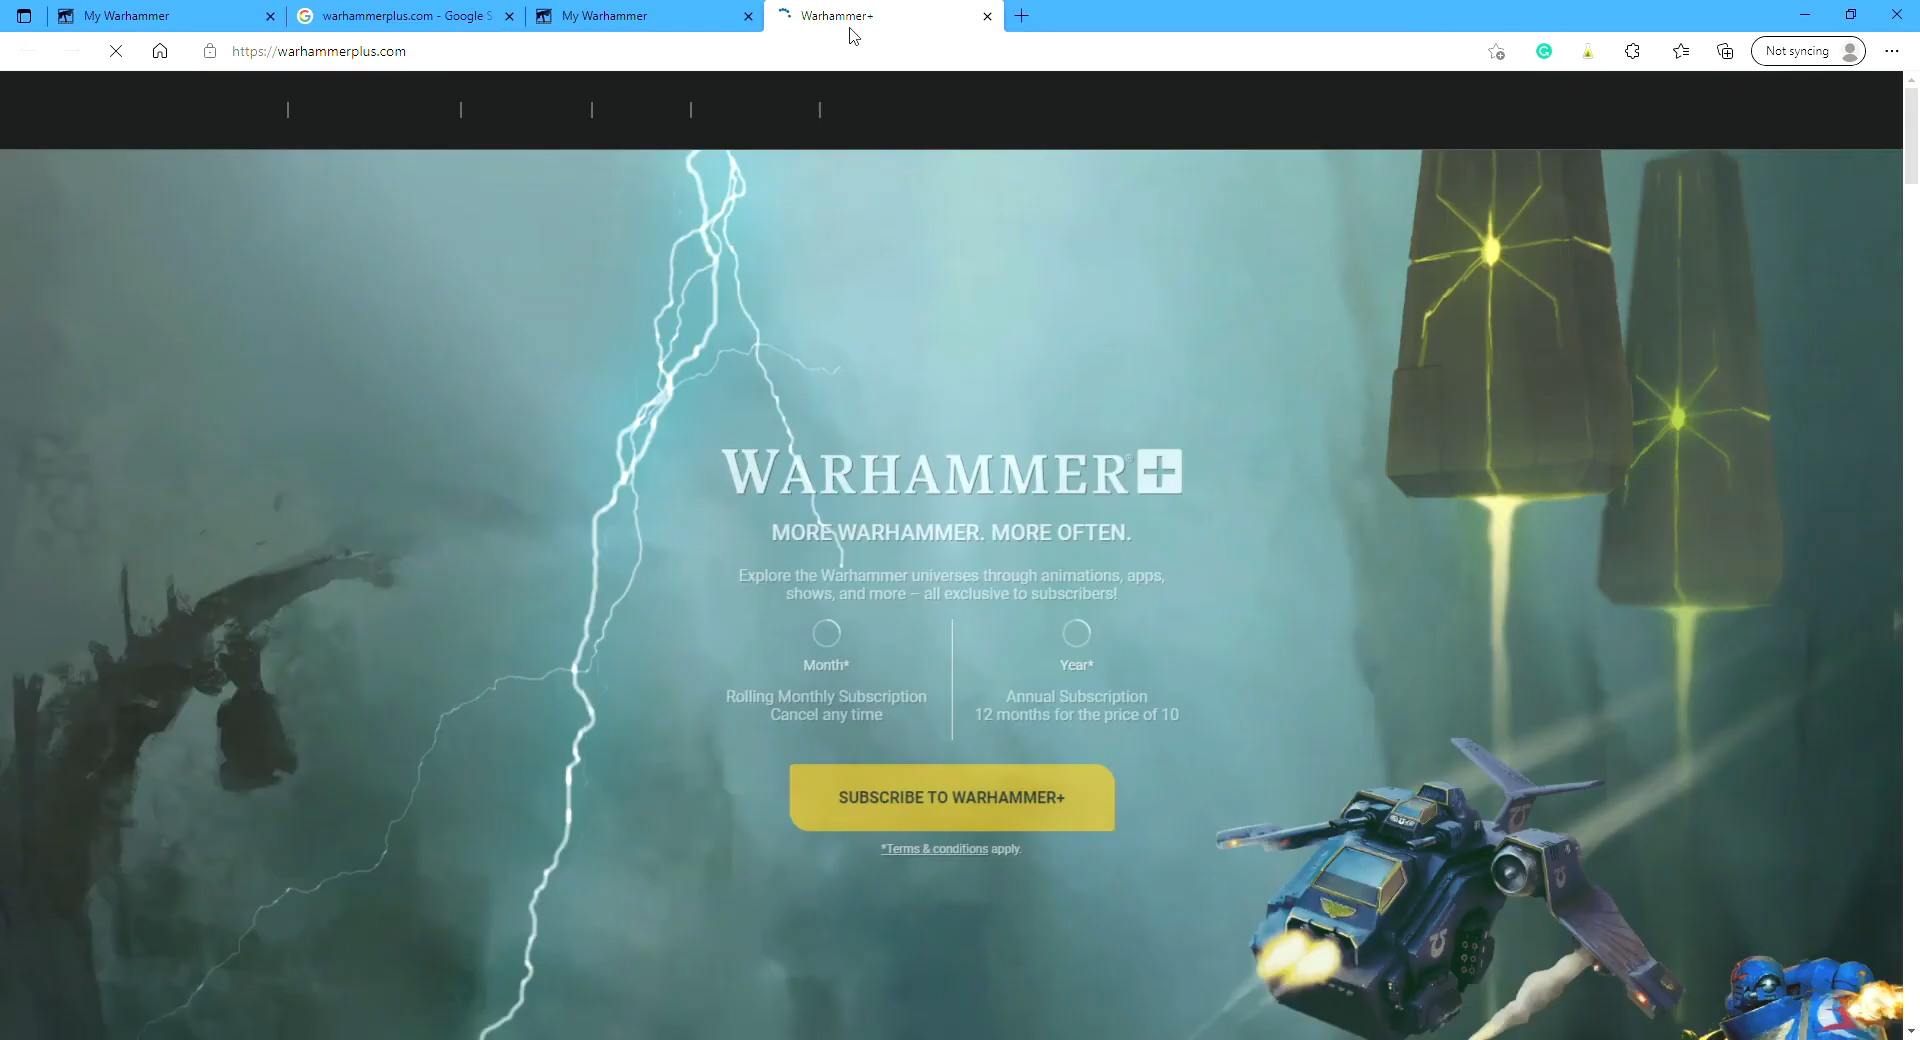 My Warhammer
warhammerplus.com - Google S
My Warhammer
Warhammer+
https://warhammerplus.com
Not syncing
WARHAMMER+
MORE WARHAMMER. MORE OFTEN.
Explore the Warhammer universes through animations, apps,
shows, and more – all exclusive to subscribers!
Month*
Rolling Monthly Subscription
Cancel any time
Year*
Annual Subscription
12 months for the price of 10
SUBSCRIBE TO WARHAMMER+
*Terms & conditions apply.